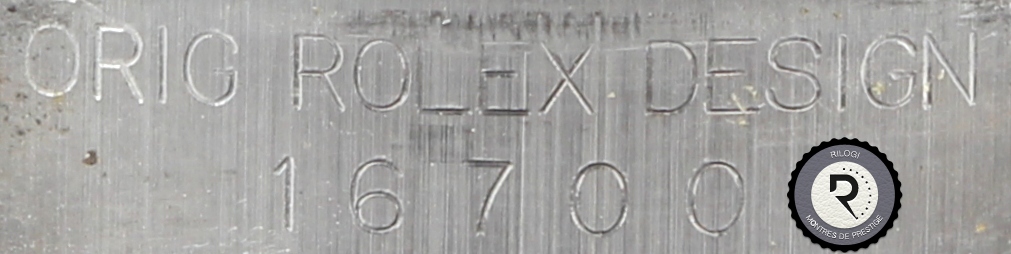 ORIG ROLEX DESIGN
16700
RILOGI
R
MONTRES DE PRESTIGE